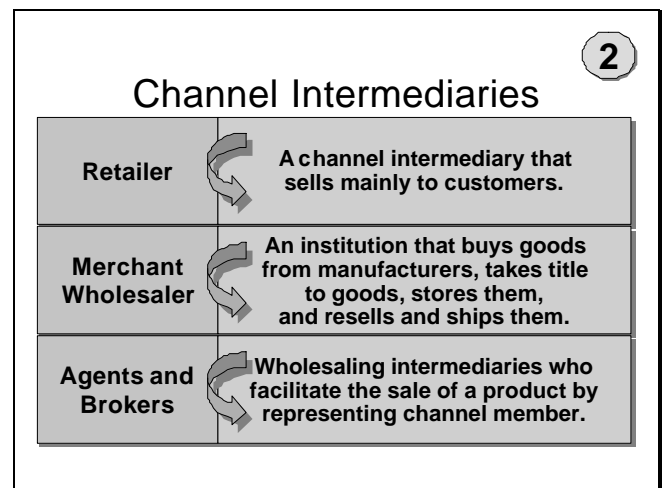 2
Channel Intermediaries
Retailer
A channel intermediary that
sells mainly to customers.
Merchant
Wholesaler
An institution that buys goods
from manufacturers, takes title
to goods, stores them,
and resells and ships them.
Agents and
Brokers
Wholesaling intermediaries who
facilitate the sale of a product by
representing channel member.